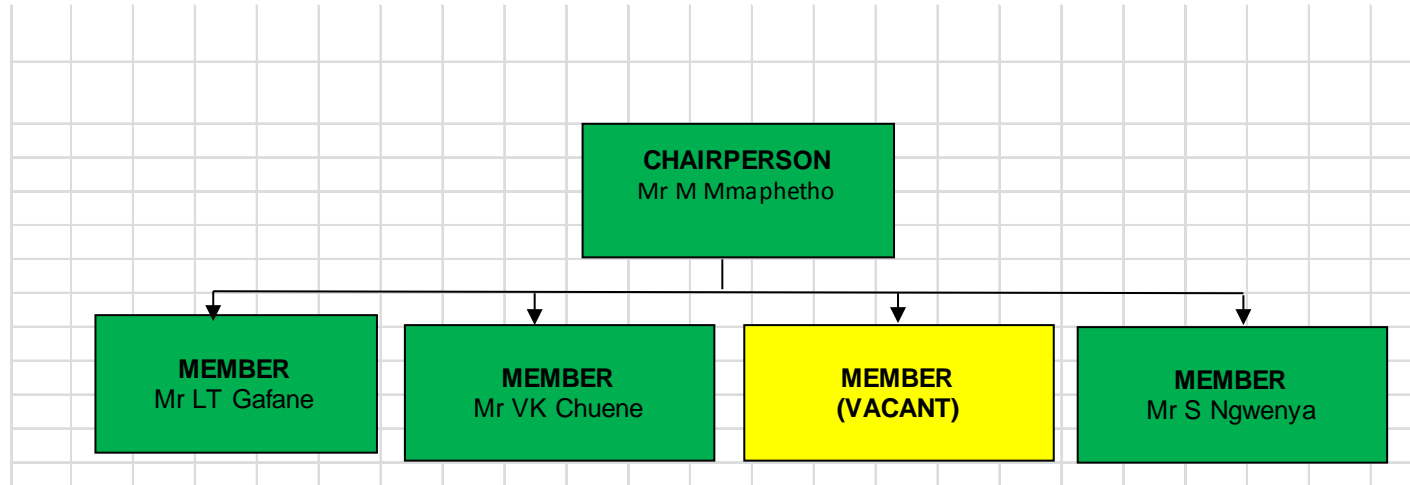 CHAIRPERSON
Mr M Mmaphetho
MEMBER
Mr LT Gafane
MEMBER
Mr VK Chuene
MEMBER
(VACANT)
MEMBER
Mr S Ngwenya